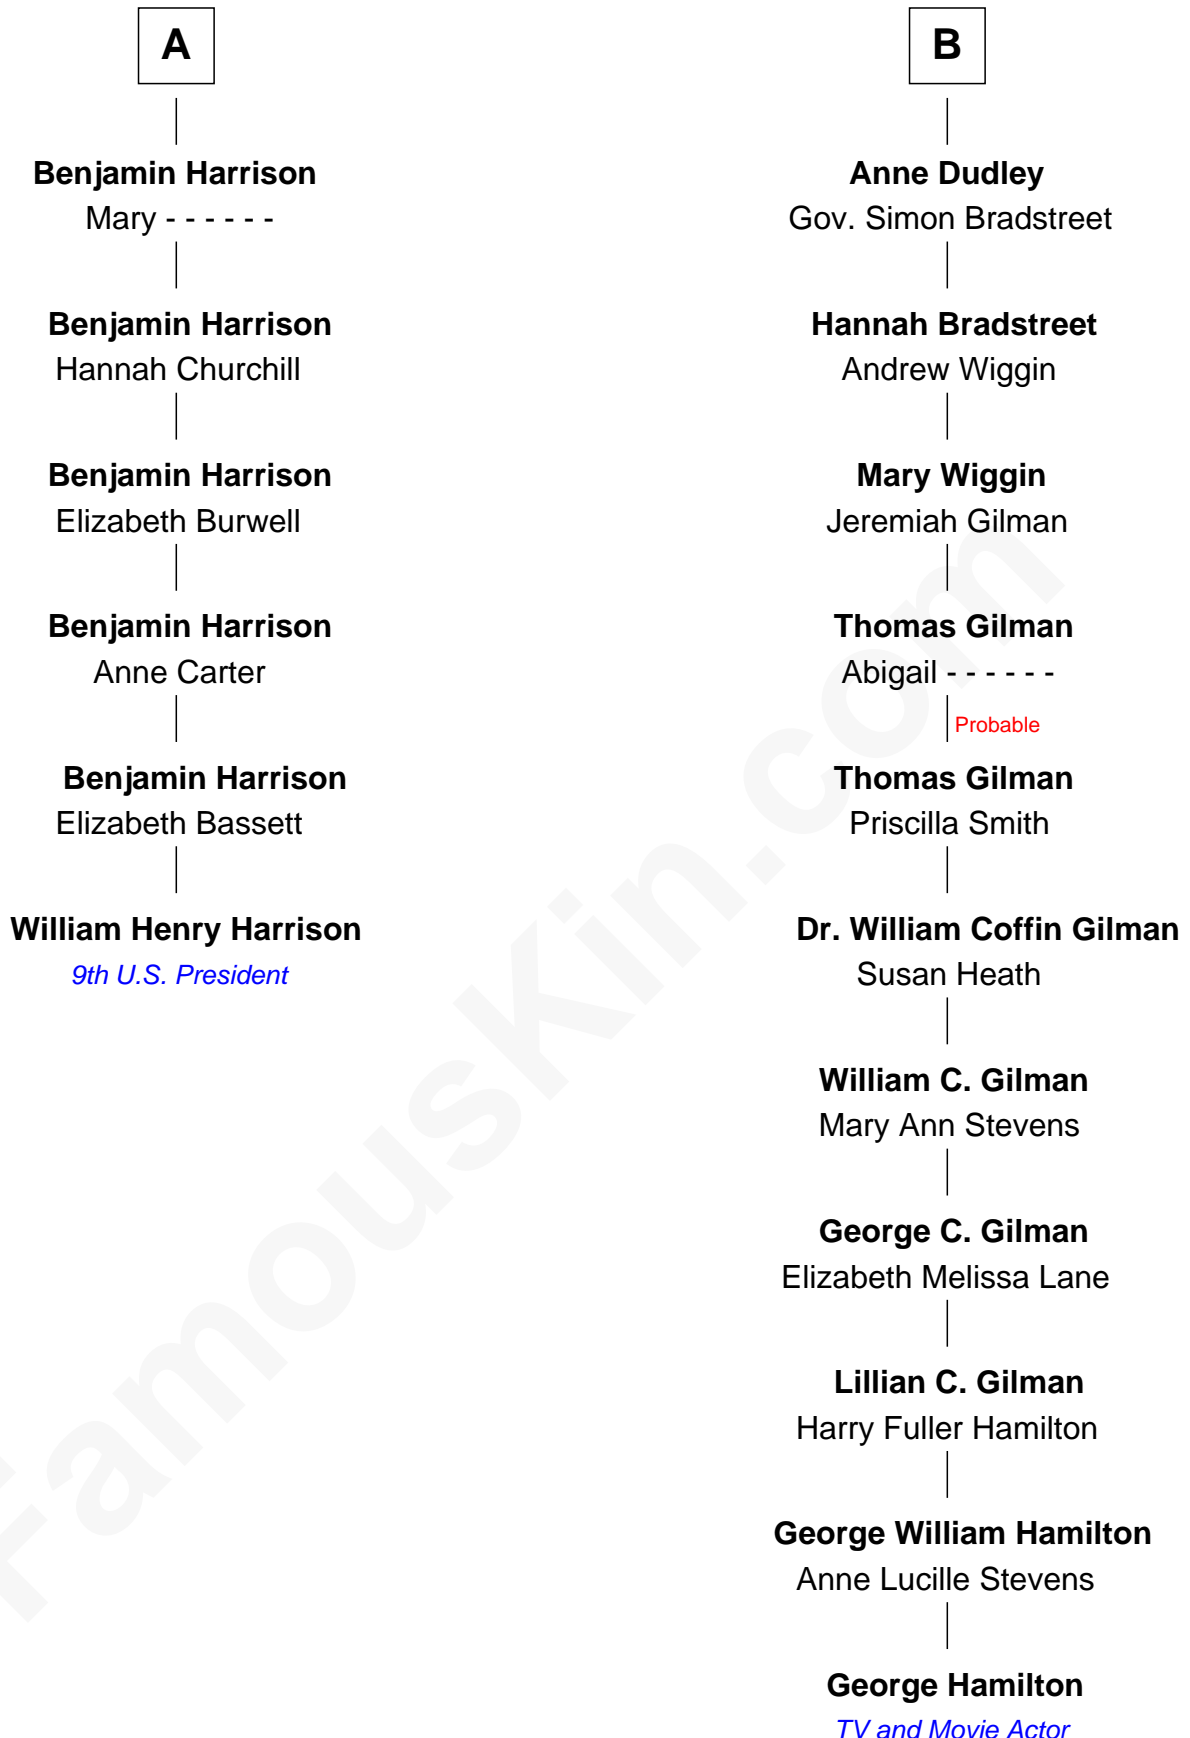 A
Benjamin Harrison
Mary - - - - - -
Benjamin Harrison
Hannah Churchill
Benjamin Harrison
Elizabeth Burwell
Benjamin Harrison
Anne Carter
Benjamin Harrison
Elizabeth Bassett
William Henry Harrison
9th U.S. President
B
Anne Dudley
Gov. Simon Bradstreet
Hannah Bradstreet
Andrew Wiggin
Mary Wiggin
Jeremiah Gilman
Thomas Gilman
Abigail - - - - - -
Probable
Thomas Gilman
Priscilla Smith
Dr. William Coffin Gilman
Susan Heath
William C. Gilman
Mary Ann Stevens
George C. Gilman
Elizabeth Melissa Lane
Lillian C. Gilman
Harry Fuller Hamilton
George William Hamilton
Anne Lucille Stevens
George Hamilton
TV and Movie Actor
FamousKin.com